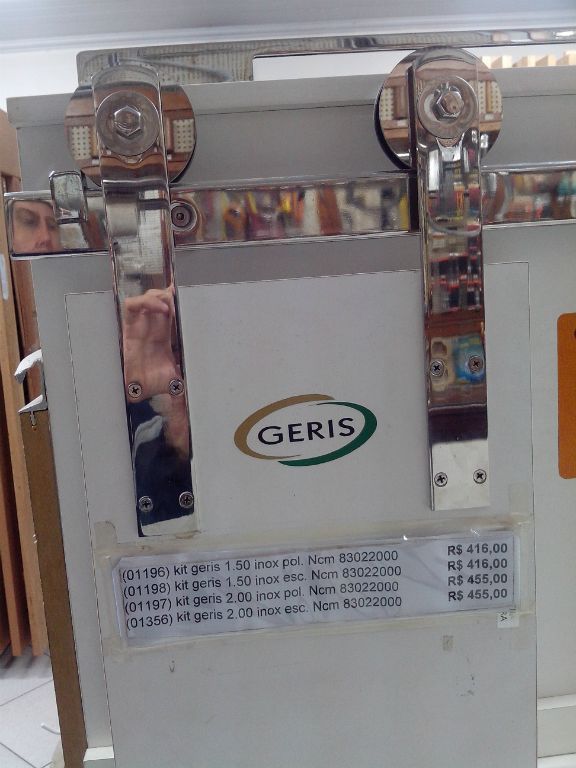 GERIS
(01196) kit geris 1.50 inox pol. Ncm 83022000 R$ 416,00
(01198) kit geris 1.50 inox esc. Ncm 83022000 R$ 416,00
(01197) kit geris 2.00 inox pol. Ncm 83022000 R$ 455,00
(01356) kit geris 2.00 inox esc. Ncm 83022000 R$ 455,00